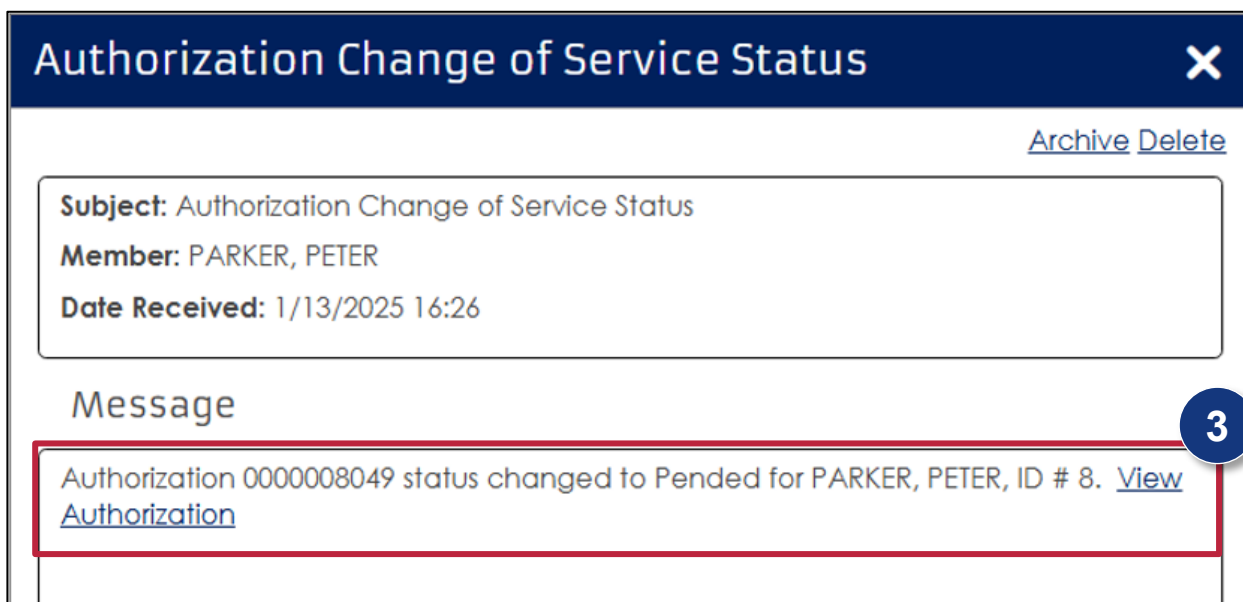 Authorization Change of Service Status
Archive Delete
Subject: Authorization Change of Service Status
Member: PARKER, PETER
Date Received: 1/13/2025 16:26
Message
3
Authorization 0000008049 status changed to Pended for PARKER, PETER, ID # 8. View
Authorization